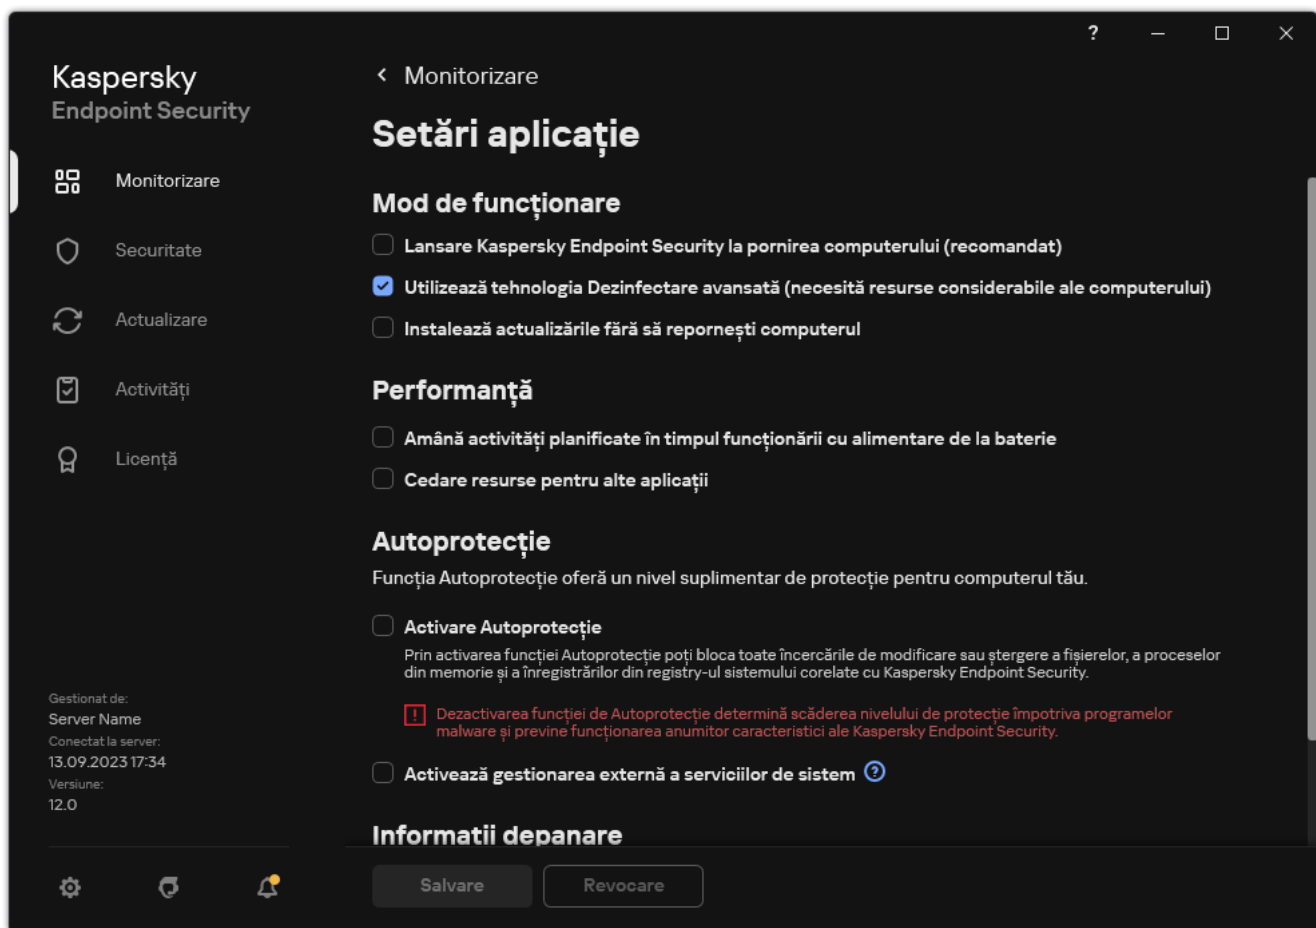 ?
Kaspersky
Endpoint Security
Monitorizare
Securitate
Actualizare
Activități
Licență
Gestionat de:
Server Name
Conectat la server:
13.09.2023 17:34
Versiune:
12.0
Monitorizare
Setări aplicație
Mod de funcționare
Lansare Kaspersky Endpoint Security la pornirea computerului (recomandat)
Utilizează tehnologia Dezinfectare avansată (necesită resurse considerabile ale computerului)
Instalează actualizările fără să repornești computerul
Performanță
Amână activități planificate în timpul funcționării cu alimentare de la baterie
Cedare resurse pentru alte aplicații
Autoprotecție
Funcția Autoprotecție oferă un nivel suplimentar de protecție pentru computerul tău.
Activare Autoprotecție
Prin activarea funcției Autoprotecție poți bloca toate încercările de modificare sau ștergere a fișierelor, a proceselor
din memorie și a înregistrărilor din registry-ul sistemului corelate cu Kaspersky Endpoint Security.
Dezactivarea funcției de Autoprotecție determină scăderea nivelului de protecție împotriva programelor
malware și previne funcționarea anumitor caracteristici ale Kaspersky Endpoint Security.
Activează gestionarea externă a serviciilor de sistem ?
Informații depanare
Salvare
Revocare